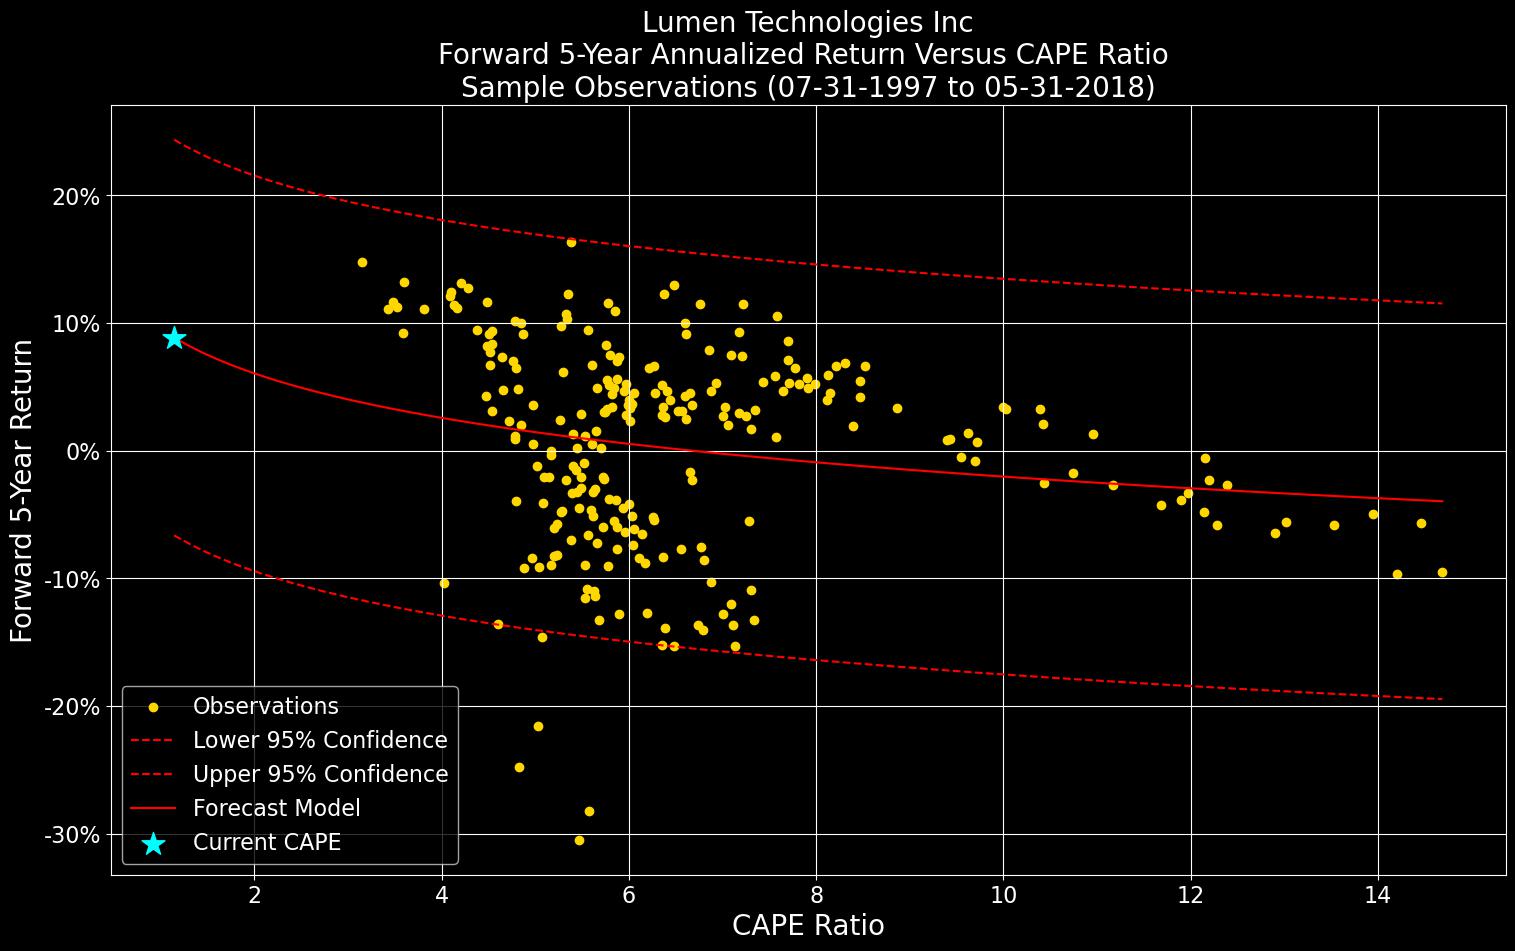 Lumen Technologies Inc
Forward 5-Year Annualized Return Versus CAPE Ratio
Sample Observations (07-31-1997 to 05-31-2018)
Forward 5-Year Return
20%
10%
0%
-10%
-20%
-30%
Observations
Lower 95% Confidence
Upper 95% Confidence
Forecast Model
Current CAPE
2 4 6 8 10 12 14
CAPE Ratio